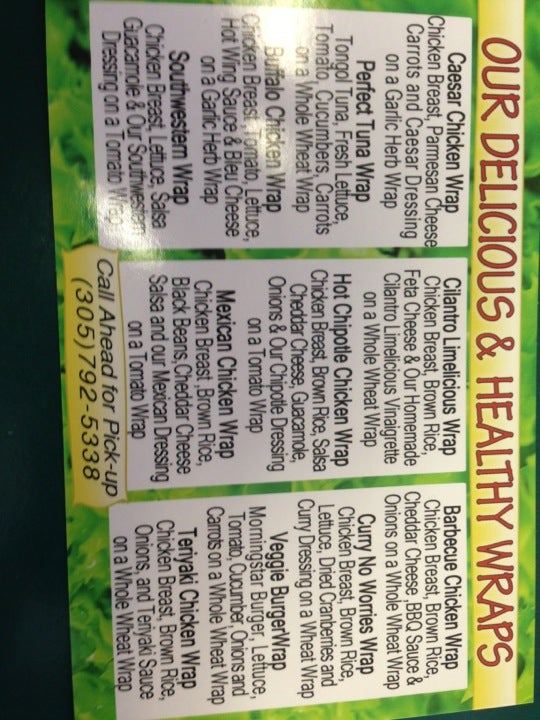 OUR DELICIOUS & HEALTHY WRAPS
Caesar Chicken Wrap
Chicken Breast, Parmesan Cheese
Carrots and Caesar Dressing
on a Garlic Herb Wrap
Perfect Tuna Wrap
Tongol Tuna, Fresh Lettuce,
Tomato, Cucumbers, Carrots
on a Whole Wheat Wrap
Buffalo Chicken Wrap
Chicken Breast, Tomato, Lettuce,
Hot Wing Sauce & Bleu Cheese
on a Garlic Herb Wrap
Southwestern Wrap
Chicken Breast, Lettuce, Salsa
Guacamole & Our Southwestern
Dressing on a Tomato Wrap
Cilantro Limelicious Wrap
Chicken Breast, Brown Rice,
Feta Cheese & Our Homemade
Cilantro Limelicious Vinaigrette
on a Whole Wheat Wrap
Hot Chipotle Chicken Wrap
Chicken Breast, Brown Rice, Salsa
Cheddar Cheese, Guacamole,
Onions & Our Chipotle Dressing
on a Tomato Wrap
Mexican Chicken Wrap
Chicken Breast, Brown Rice,
Black Beans, Cheddar Cheese
Salsa and our Mexican Dressing
on a Tomato Wrap
Barbecue Chicken Wrap
Chicken Breast, Brown Rice,
Cheddar Cheese, BBQ Sauce &
Onions on a Whole Wheat Wrap
Curry No Worries Wrap
Chicken Breast, Brown Rice,
Lettuce, Dried Cranberries and
Curry Dressing on a Wheat Wrap
Veggie BurgerWrap
Morningstar Burger, Lettuce,
Tomato, Cucumber, Onions and
Carrots on a Whole Wheat Wrap
Teriyaki Chicken Wrap
Chicken Breast, Brown Rice,
Onions, and Teriyaki Sauce
on a Whole Wheat Wrap
Call Ahead for Pick-up
(305)792-5338